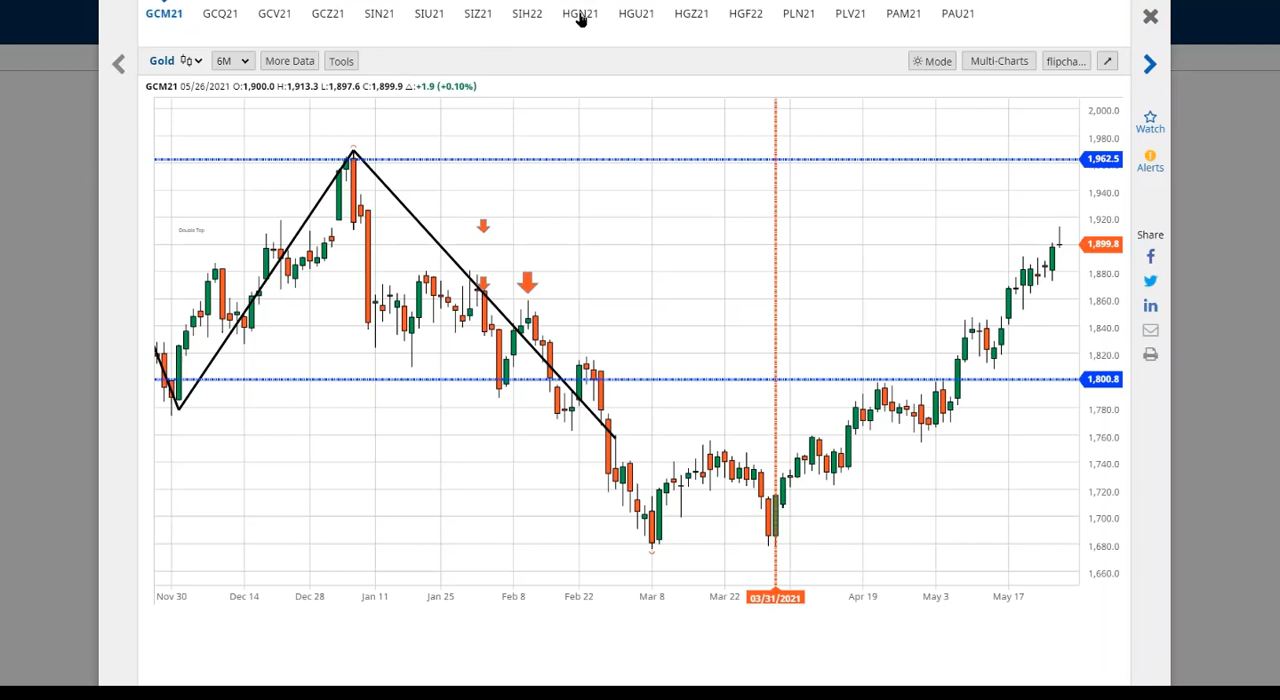 GCM21 GCQ21 GCV21 GCZ21 SIN21 SIU21 SIZ21 SIH22 HGN21 HGU21 HGZ21 HGF22 PLN21 PLV21 PAM21 PAU21
Gold 6M More Data Tools Mode Multi-Charts flipcha...
GCM21 05/26/2021 O:1,900.0 H:1,913.3 L:1,897.6 C:1,899.9 △:+1.9 (+0.10%)
2,000.0
1,980.0
1,962.5
1,940.0
1,920.0
1,899.8
1,880.0
1,860.0
1,840.0
1,820.0
1,800.8
1,780.0
1,760.0
1,740.0
1,720.0
1,700.0
1,680.0
1,660.0
Double Top
Nov 30 Dec 14 Dec 28 Jan 11 Jan 25 Feb 8 Feb 22 Mar 8 Mar 22 03/31/2021 Apr 19 May 3 May 17
Watch
Alerts
Share